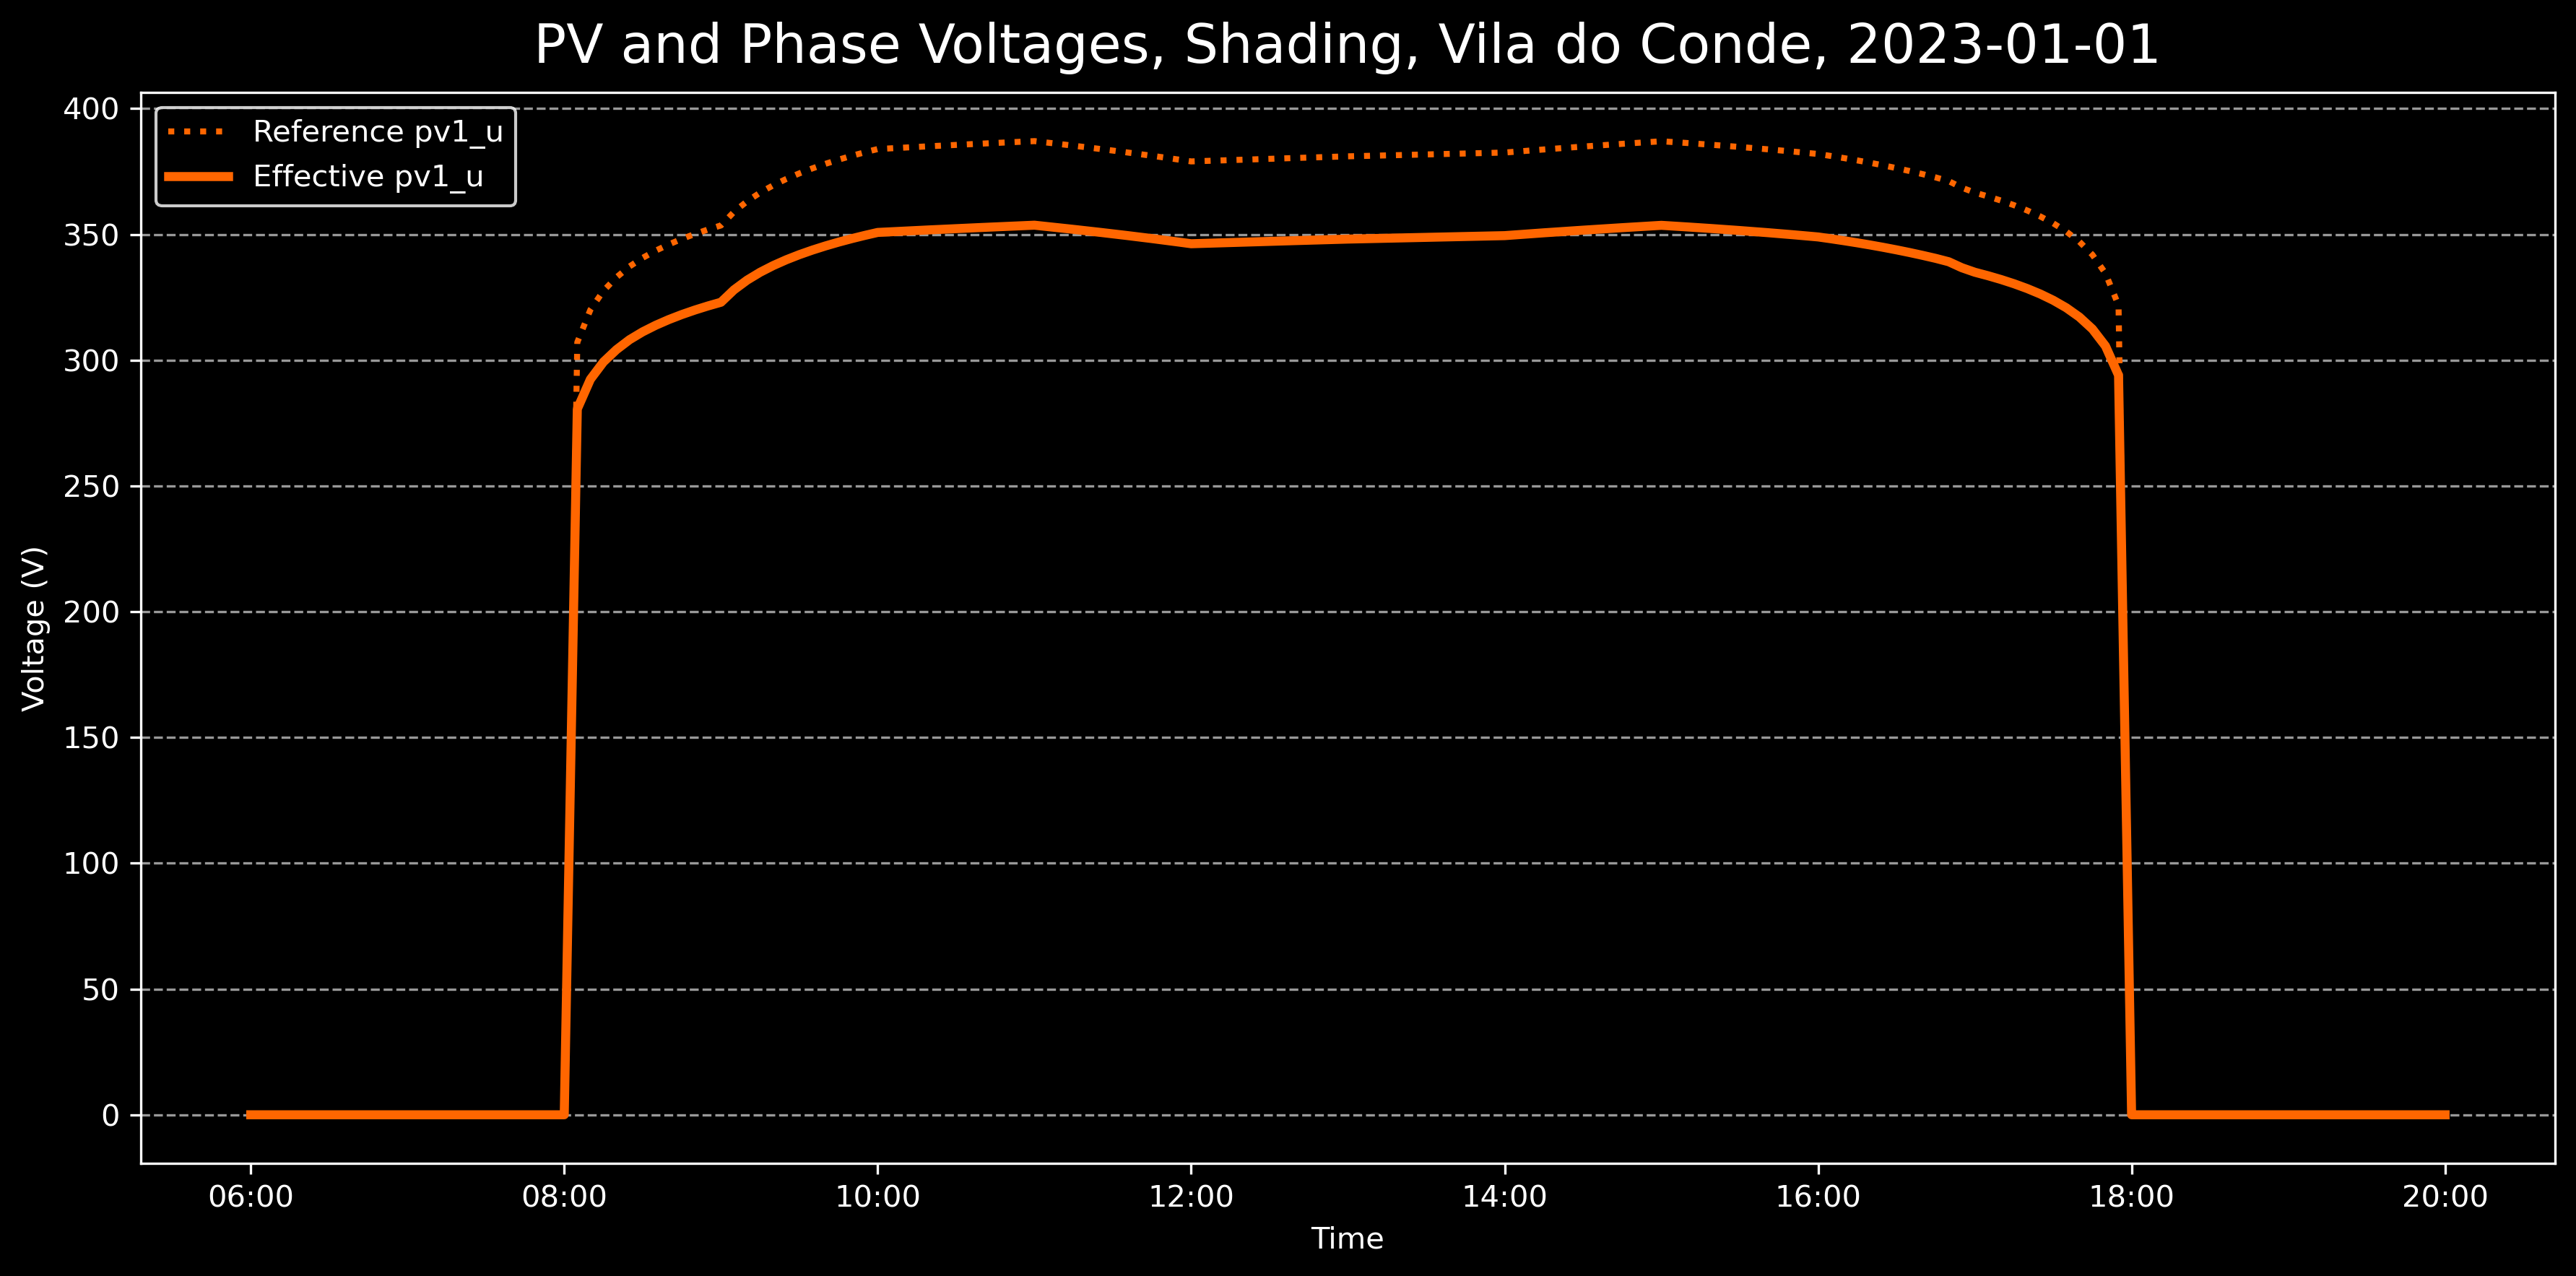 PV and Phase Voltages, Shading, Vila do Conde, 2023-01-01
Reference pv1_u
Effective pv1_u
400
350
300
250
200
150
100
50
0
Voltage (V)
06:00 08:00 10:00 12:00 14:00 16:00 18:00 20:00
Time